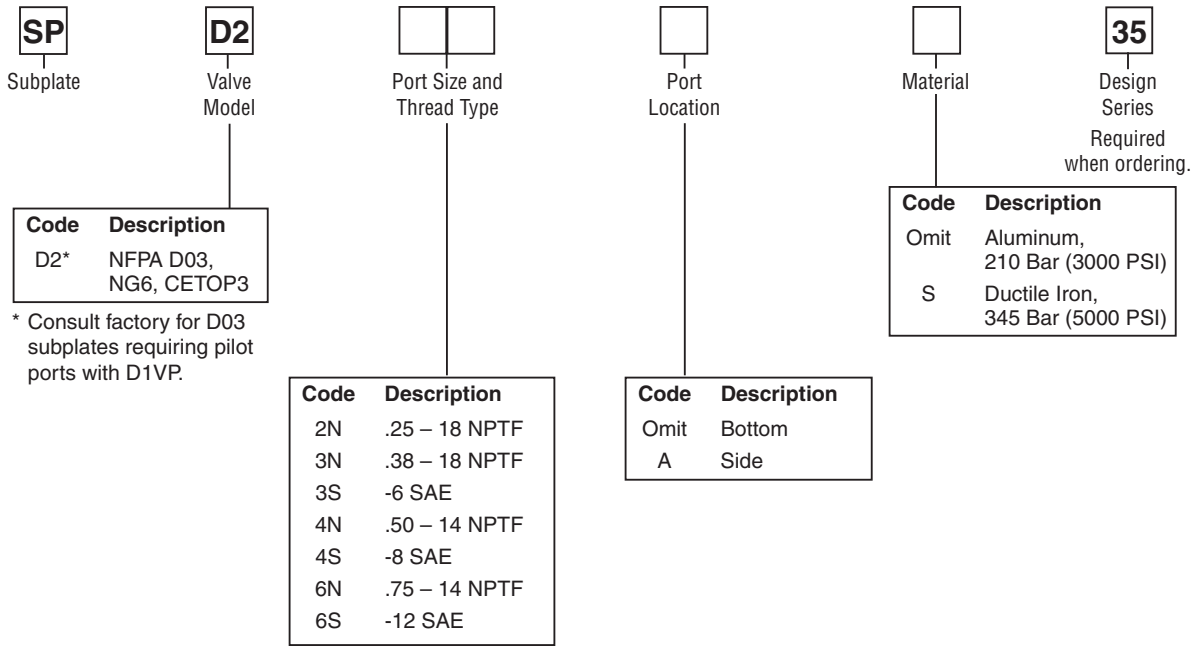 SP
D2
35
Subplate
Valve
Model
Port Size and
Thread Type
Port
Location
Material
Design
Series
Required
when ordering.
Code Description
D2* NFPA D03,
NG6, CETOP3
* Consult factory for D03
subplates requiring pilot
ports with D1VP.
Code Description
2N .25 – 18 NPTF
3N .38 – 18 NPTF
3S -6 SAE
4N .50 – 14 NPTF
4S -8 SAE
6N .75 – 14 NPTF
6S -12 SAE
Code Description
Omit Bottom
A Side
Code Description
Omit Aluminum,
210 Bar (3000 PSI)
S Ductile Iron,
345 Bar (5000 PSI)